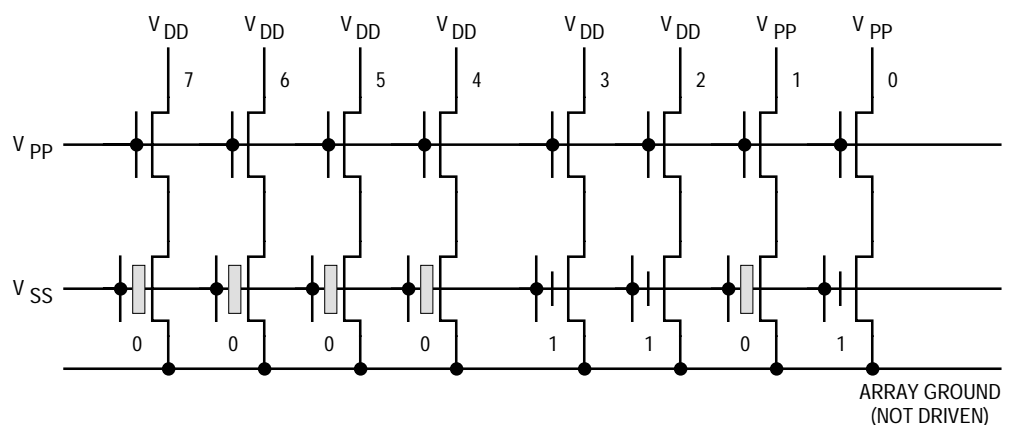 V DD V DD V DD V DD V DD V DD V PP V PP
7 6 5 4 3 2 1 0
V PP
V SS
0 0 0 0 1 1 0 1
ARRAY GROUND
(NOT DRIVEN)